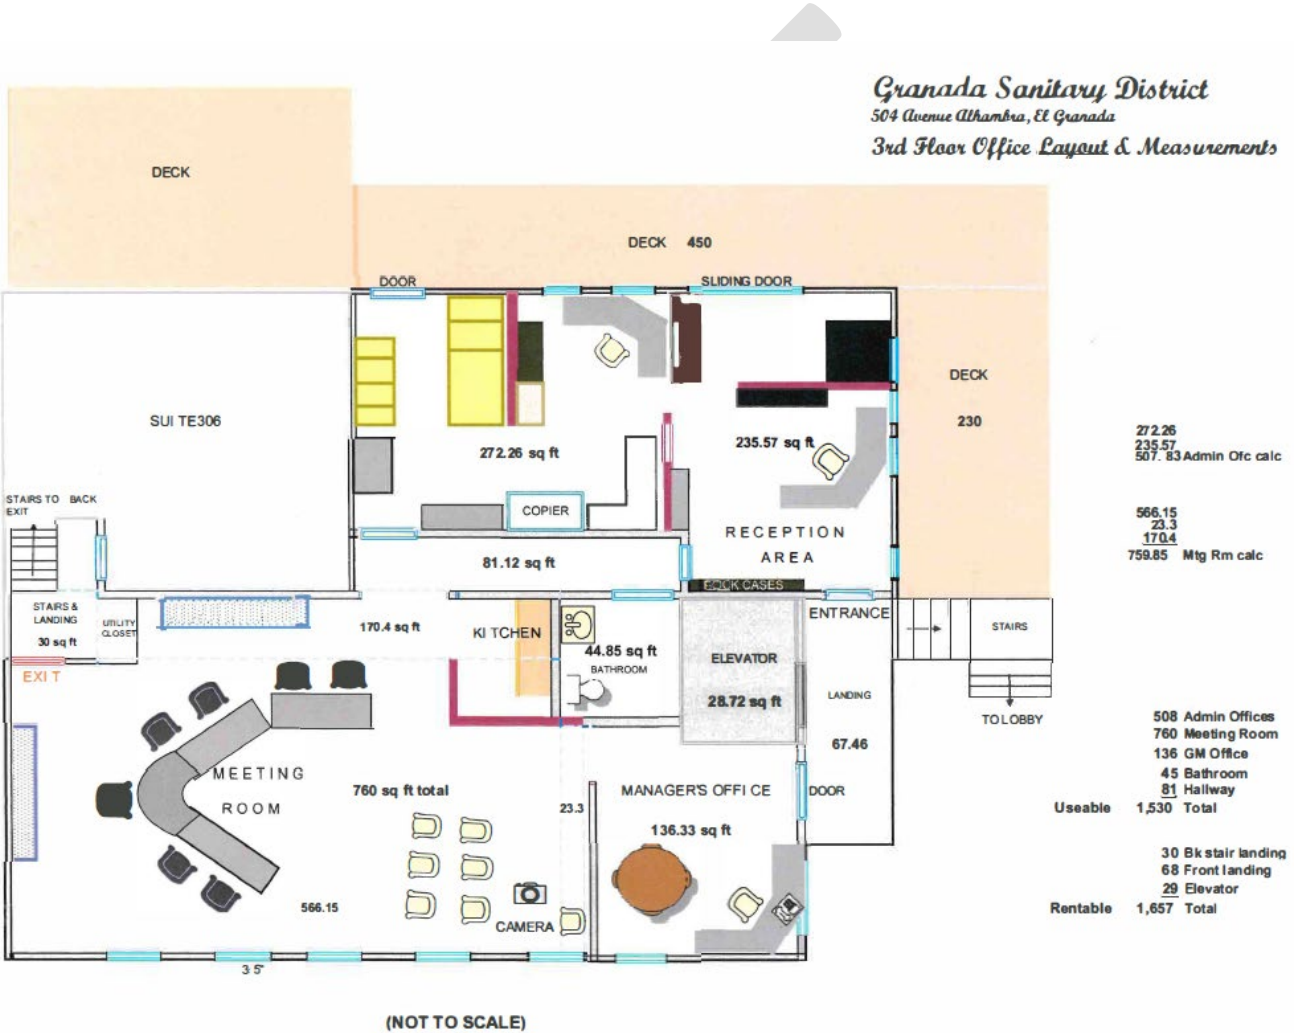 Granada Sanitary District
504 Avenue Alhambra, El Granada
3rd Floor Office Layout & Measurements
DECK
DECK 450
DOOR
SLIDING DOOR
DECK
230
SUITE306
272.26 sq ft
235.57 sq ft
COPIER
RECEPTION
AREA
272.26
235.57
507.83 Admin Ofc calc
STAIRS TO BACK
EXIT
566.15
23.3
170.4
759.85 Mtg Rm calc
81.12 sq ft
BOOK CASES
ENTRANCE
STAIRS &
LANDING
30 sq ft
UTILITY
CLOSET
EXIT
170.4 sq ft
KITCHEN
44.85 sq ft
BATHROOM
ELEVATOR
28.72 sq ft
LANDING
67.46
STAIRS
TO LOBBY
MEETING
ROOM
760 sq ft total
23.3
MANAGER'S OFFICE
136.33 sq ft
DOOR
508 Admin Offices
760 Meeting Room
136 GM Office
45 Bathroom
81 Hallway
Useable 1,530 Total
30 Bk stair landing
68 Front landing
29 Elevator
Rentable 1,657 Total
566.15
CAMERA
35"
(NOT TO SCALE)